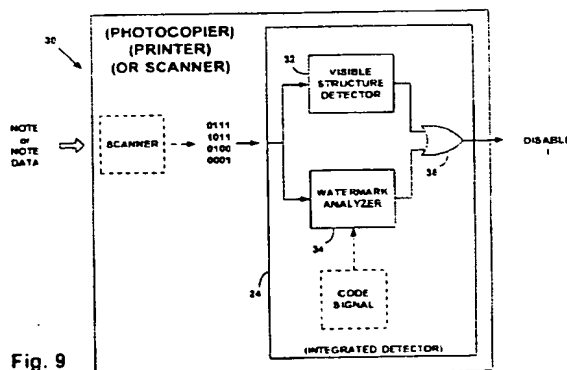 30
(PHOTOCOPIER)
(PRINTER)
(OR SCANNER)
NOTE
or
NOTE
DATA
SCANNER
0111
1011
0100
0001
32
VISIBLE
STRUCTURE
DETECTOR
WATERMARK
ANALYZER
34
38
DISABLE
CODE
SIGNAL
24
(INTEGRATED DETECTOR)
Fig. 9